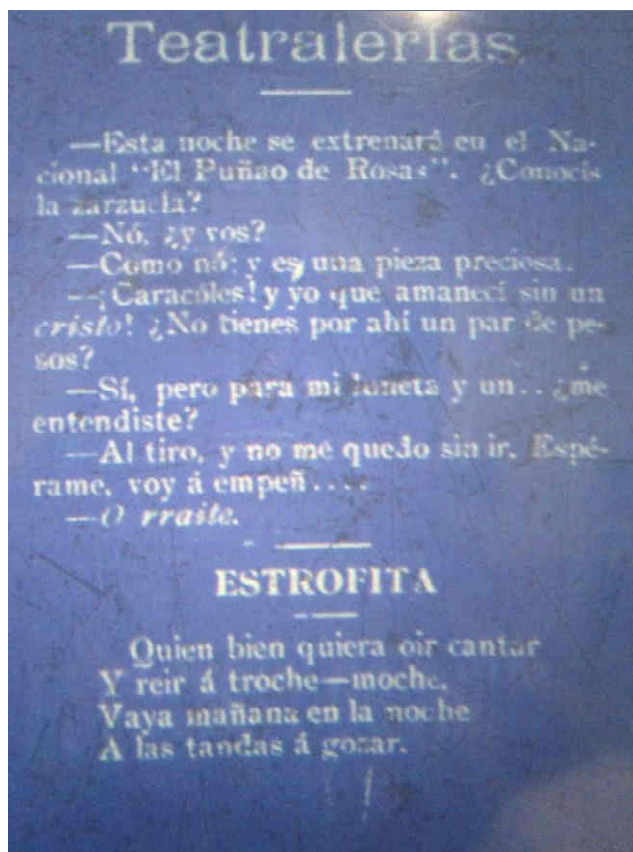 Teatralerías
—Esta noche se extrenará en el Na-
cional "El Puñao de Rosas". ¿Conocís
la zarzuela?
—Nó, ¿y vos?
—Como nó; y es una pieza preciosa.
—¡Caracóles! y yo que amanecí sin un
cristo! ¿No tienes por ahí un par de pe-
sos?
—Sí, pero para mi luneta y un.. ¿me
entendiste?
—Al tiro, y no me quedo sin ir. Espé-
rame, voy á empeñ....
—O rraite.
ESTROFITA
Quien bien quiera oir cantar
Y reir á troche—moche,
Vaya mañana en la noche
A las tandas á gozar.